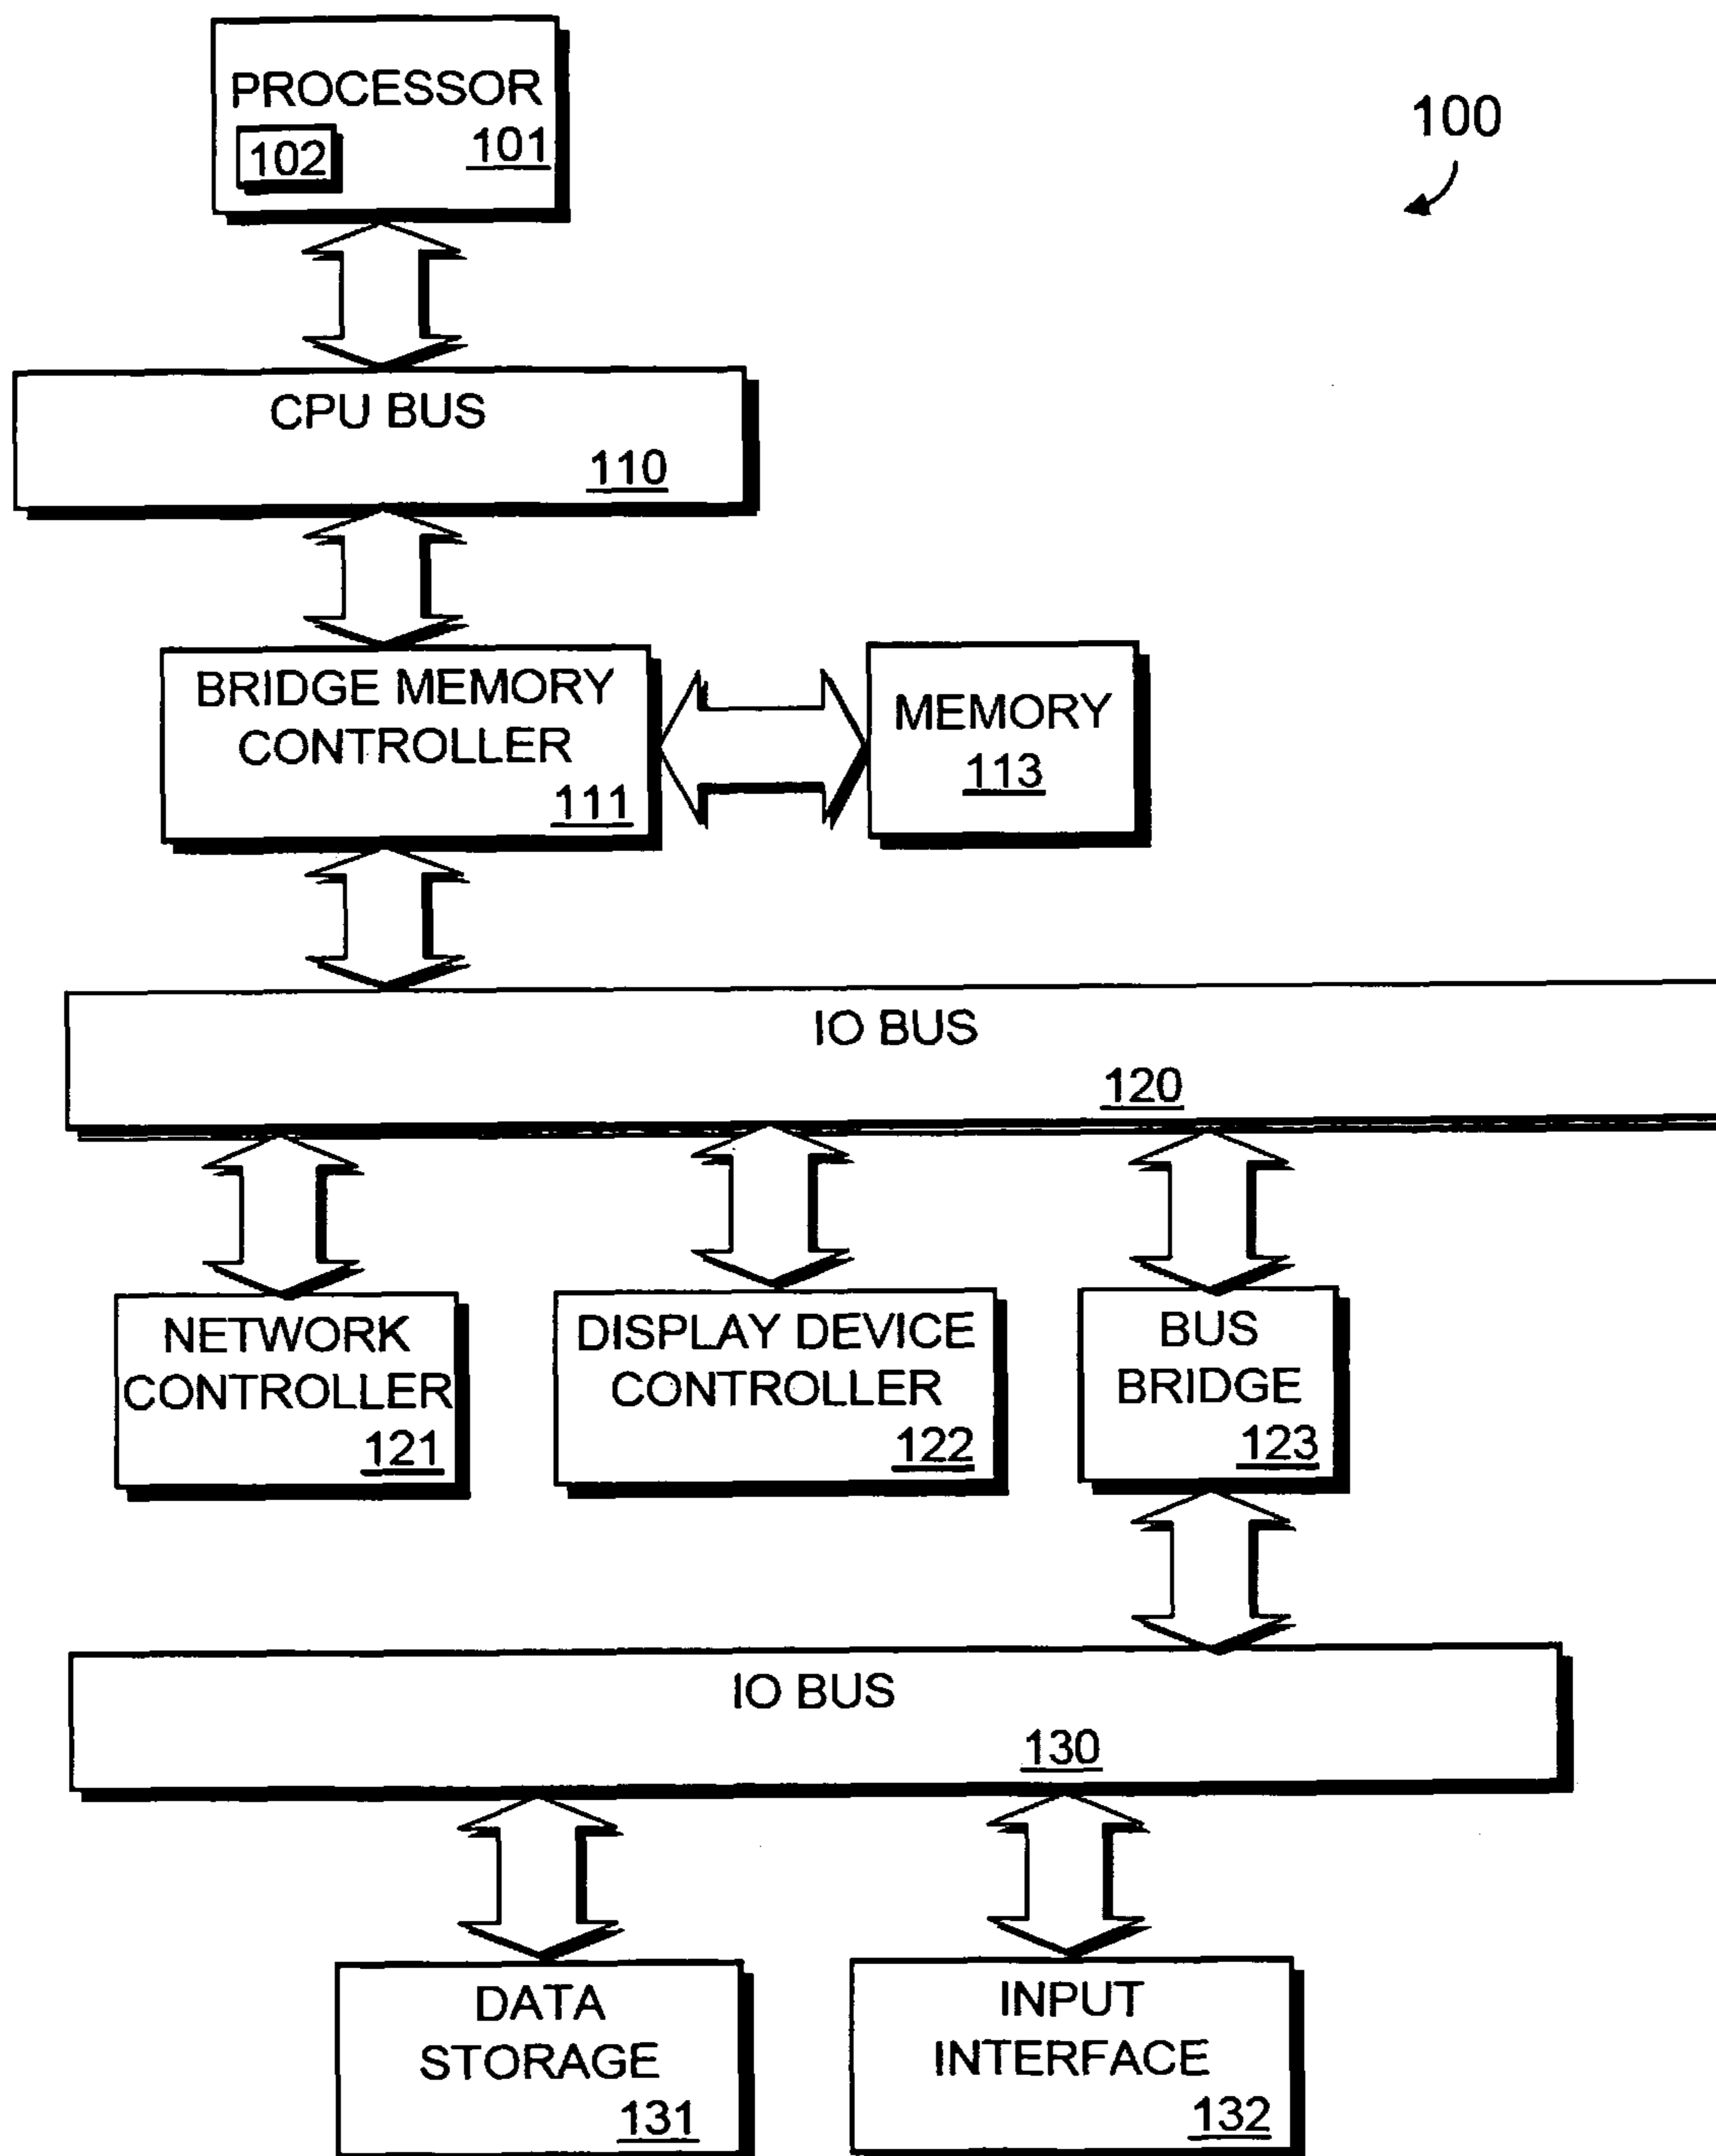 PROCESSOR
102
101
100
CPU BUS
110
BRIDGE MEMORY
CONTROLLER
111
MEMORY
113
IO BUS
120
NETWORK
CONTROLLER
121
DISPLAY DEVICE
CONTROLLER
122
BUS
BRIDGE
123
IO BUS
130
DATA
STORAGE
131
INPUT
INTERFACE
132